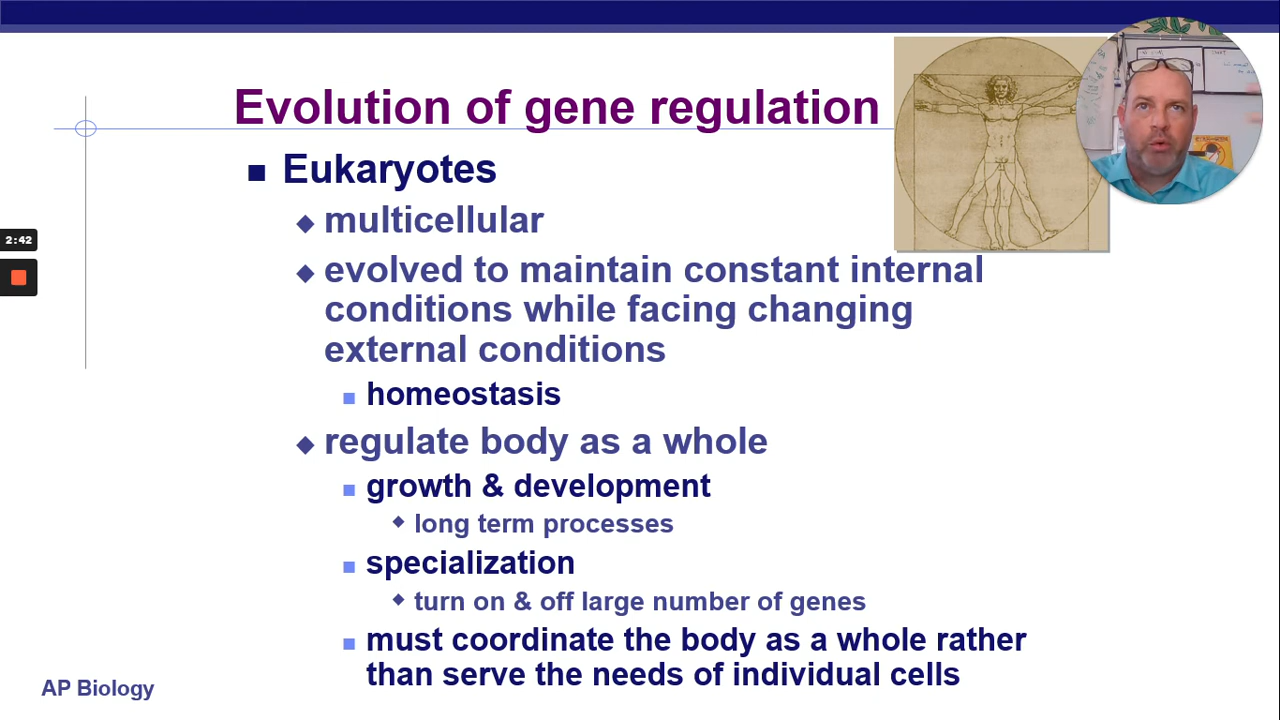 Evolution of gene regulation
Eukaryotes
multicellular
evolved to maintain constant internal
conditions while facing changing
external conditions
homeostasis
regulate body as a whole
growth & development
long term processes
specialization
turn on & off large number of genes
must coordinate the body as a whole rather
than serve the needs of individual cells
AP Biology
2:42